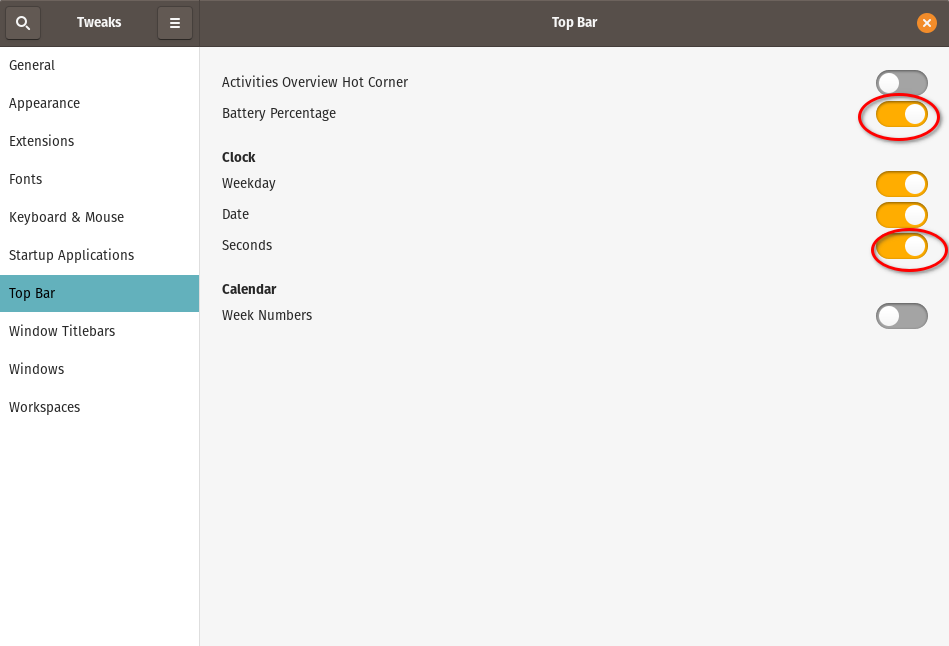 Tweaks
Top Bar
General
Appearance
Extensions
Fonts
Keyboard & Mouse
Startup Applications
Top Bar
Window Titlebars
Windows
Workspaces
Activities Overview Hot Corner
Battery Percentage
Clock
Weekday
Date
Seconds
Calendar
Week Numbers